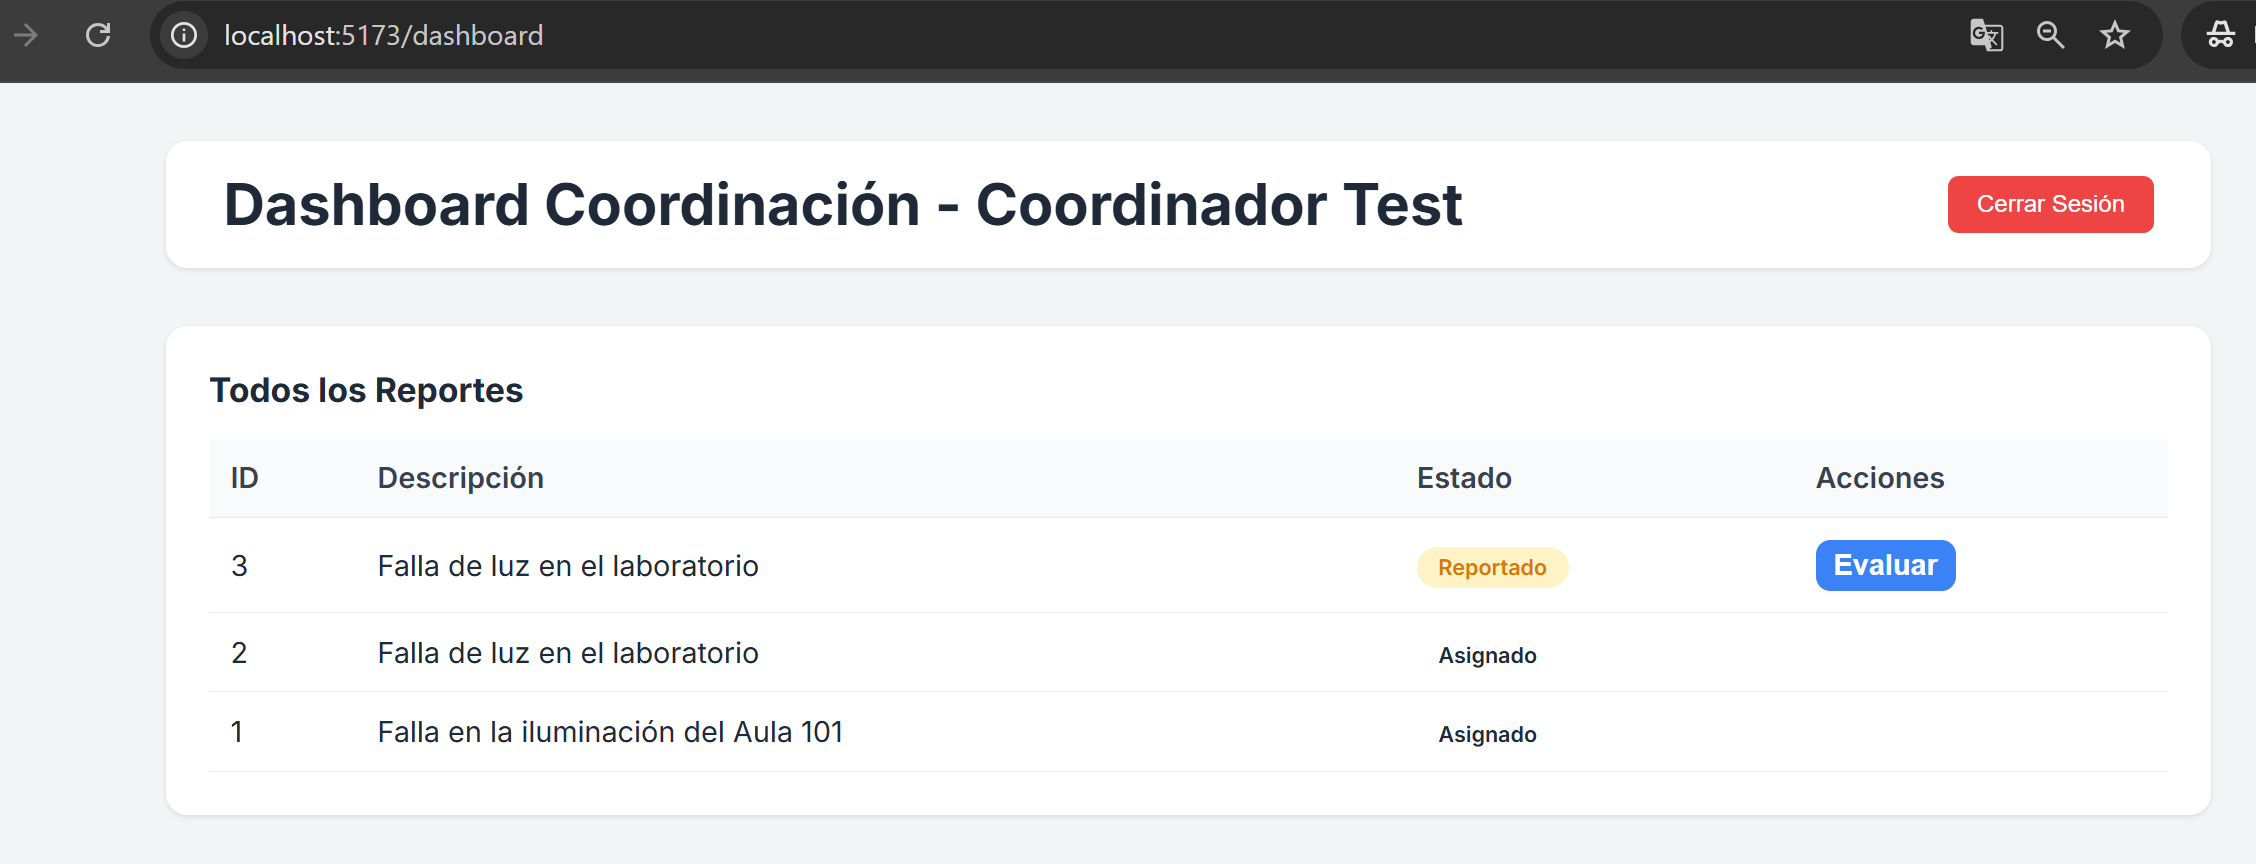 localhost:5173/dashboard
Dashboard Coordinación - Coordinador Test
Cerrar Sesión
Todos los Reportes
ID Descripción Estado Acciones
3 Falla de luz en el laboratorio Reportado Evaluar
2 Falla de luz en el laboratorio Asignado
1 Falla en la iluminación del Aula 101 Asignado